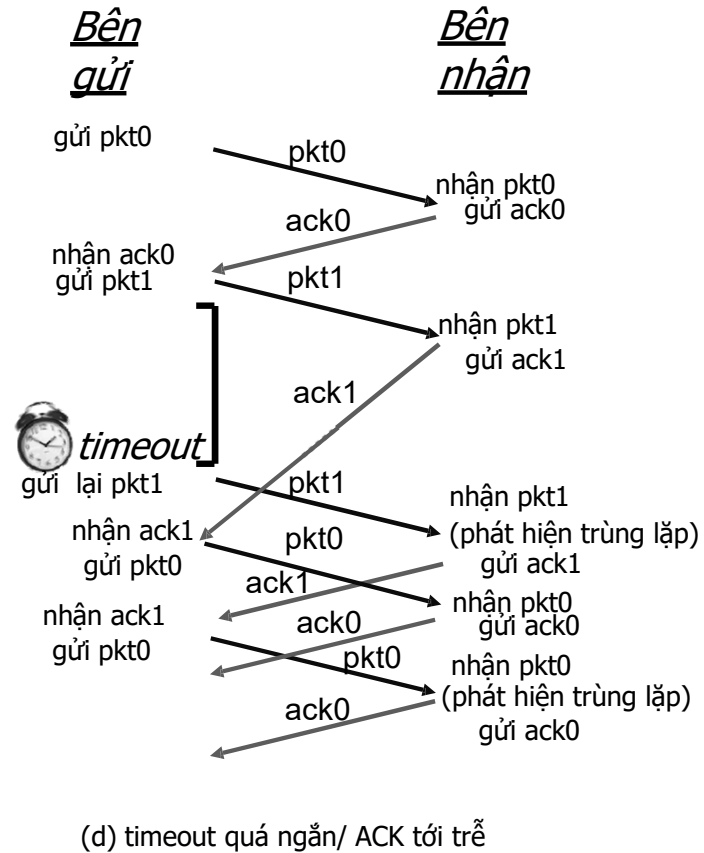 Bên
gửi
Bên
nhận
gửi pkt0
pkt0
nhận pkt0
gửi ack0
ack0
nhận ack0
gửi pkt1
pkt1
nhận pkt1
gửi ack1
ack1
timeout
gửi lại pkt1
pkt1
nhận pkt1
(phát hiện trùng lặp)
gửi ack1
nhận ack1
gửi pkt0
pkt0
ack1
nhận pkt0
gửi ack0
nhận ack1
gửi pkt0
ack0
pkt0
nhận pkt0
(phát hiện trùng lặp)
gửi ack0
ack0
(d) timeout quá ngắn/ ACK tới trễ